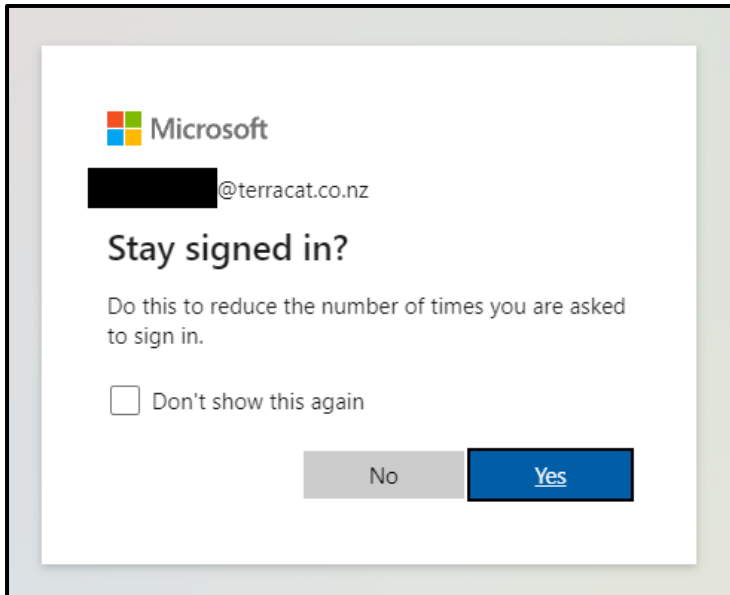 Microsoft
@terracat.co.nz
Stay signed in?
Do this to reduce the number of times you are asked
to sign in.
Don't show this again
No
Yes